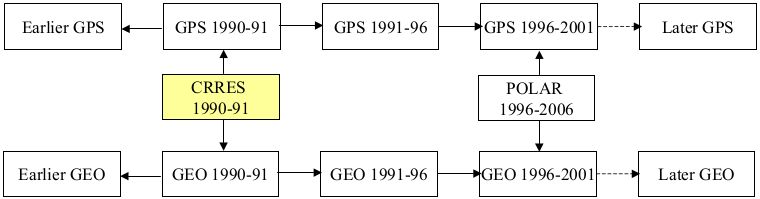 Earlier GPS
GPS 1990-91
GPS 1991-96
GPS 1996-2001
Later GPS
CRRES
1990-91
POLAR
1996-2006
Earlier GEO
GEO 1990-91
GEO 1991-96
GEO 1996-2001
Later GEO